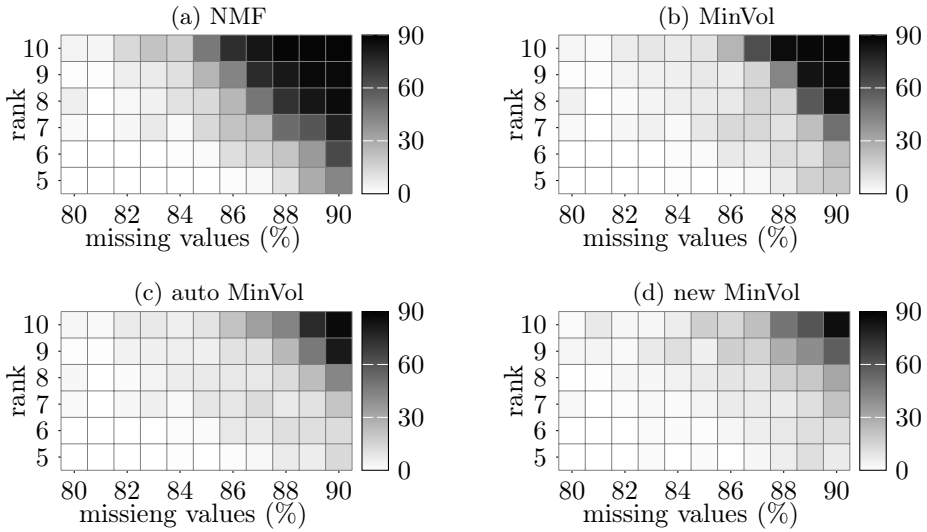 (a) NMF
10
9
8
7
6
5
rank
80 82 84 86 88 90
missing values (%)
90
60
30
0
(b) MinVol
10
9
8
7
6
5
rank
80 82 84 86 88 90
missing values (%)
90
60
30
0
(c) auto MinVol
10
9
8
7
6
5
rank
80 82 84 86 88 90
missieng values (%)
90
60
30
0
(d) new MinVol
10
9
8
7
6
5
rank
80 82 84 86 88 90
missing values (%)
90
60
30
0